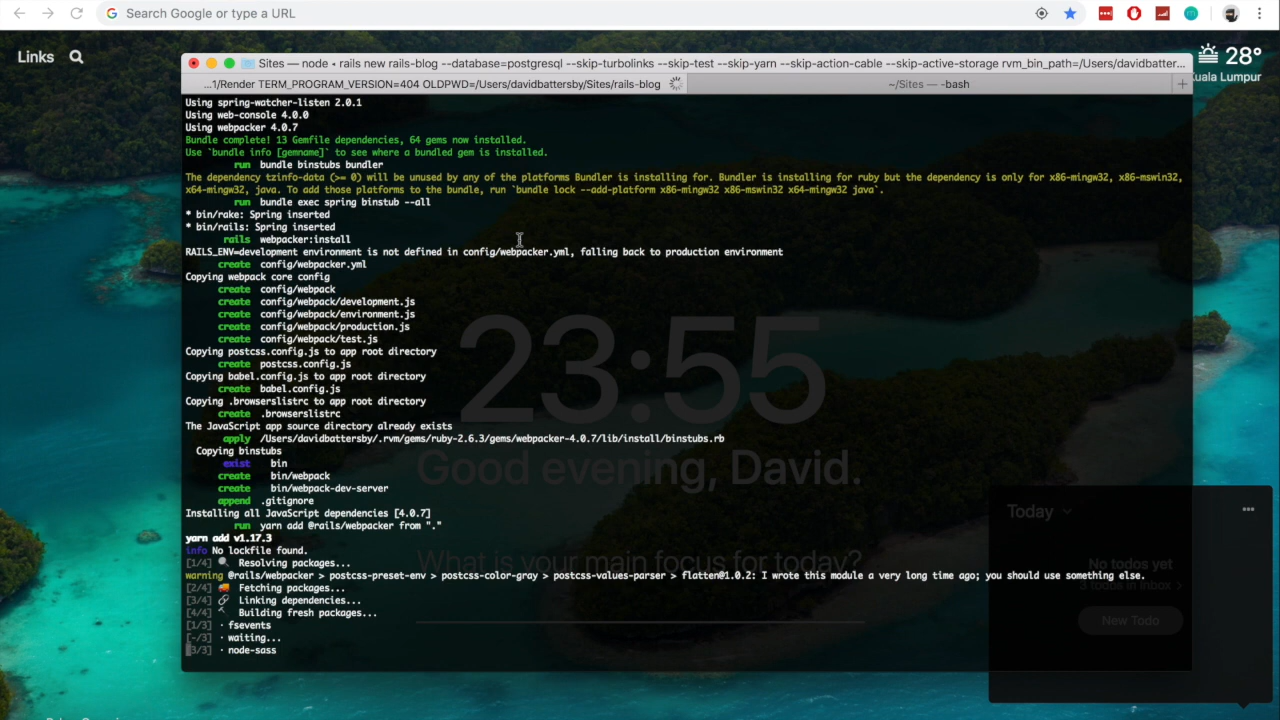 Search Google or type a URL
Links
28°
Kuala Lumpur
Sites — node • rails new rails-blog --database=postgresql --skip-turbolinks --skip-test --skip-yarn --skip-action-cable --skip-active-storage rvm_bin_path=/Users/davidbatter...
...1/Render TERM_PROGRAM_VERSION=404 OLDPWD=/Users/davidbattersby/Sites/rails-blog
~/Sites — -bash
Using spring-watcher-listen 2.0.1
Using web-console 4.0.0
Using webpacker 4.0.7
Bundle complete! 13 Gemfile dependencies, 64 gems now installed.
Use `bundle info [gemname]` to see where a bundled gem is installed.
run bundle binstubs bundler
The dependency tzinfo-data (>= 0) will be unused by any of the platforms Bundler is installing for. Bundler is installing for ruby but the dependency is only for x86-mingw32, x86-mswin32,
x64-mingw32, java. To add those platforms to the bundle, run `bundle lock --add-platform x86-mingw32 x86-mswin32 x64-mingw32 java`.
run bundle exec spring binstub --all
* bin/rake: Spring inserted
* bin/rails: Spring inserted
rails webpacker:install
RAILS_ENV=development environment is not defined in config/webpacker.yml, falling back to production environment
create config/webpacker.yml
Copying webpack core config
create config/webpack
create config/webpack/development.js
create config/webpack/environment.js
create config/webpack/production.js
create config/webpack/test.js
Copying postcss.config.js to app root directory
create postcss.config.js
Copying babel.config.js to app root directory
create babel.config.js
Copying .browserslistrc to app root directory
create .browserslistrc
The JavaScript app source directory already exists
apply /Users/davidbattersby/.rvm/gems/ruby-2.6.3/gems/webpacker-4.0.7/lib/install/binstubs.rb
Copying binstubs
exist bin
create bin/webpack
create bin/webpack-dev-server
append .gitignore
Installing all JavaScript dependencies [4.0.7]
run yarn add @rails/webpacker from "."
yarn add v1.17.3
info No lockfile found.
[1/4] Resolving packages...
warning @rails/webpacker > postcss-preset-env > postcss-color-gray > postcss-values-parser > flatten@1.0.2: I wrote this module a very long time ago; you should use something else.
[2/4] Fetching packages...
[3/4] Linking dependencies...
[4/4] Building fresh packages...
[1/3] · fsevents
[-/3] · waiting...
[3/3] · node-sass
23:55
Good evening, David.
What is your main focus for today?
Today
No todos yet
3 todos in Inbox >
New Todo